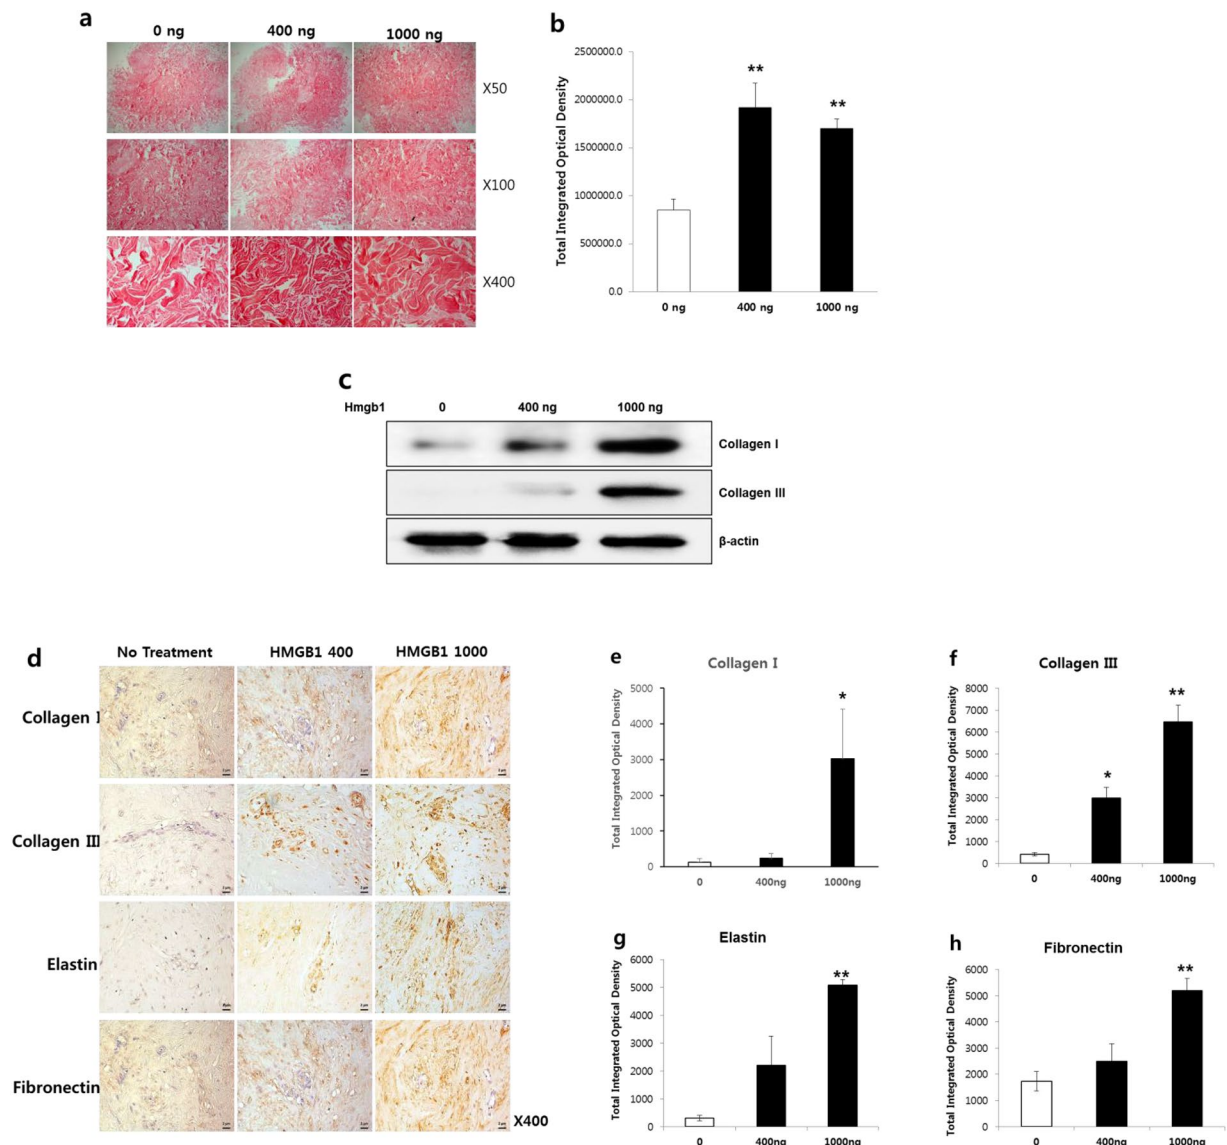 a
0 ng 400 ng 1000 ng
X50
X100
X400
b
Total Integrated Optical Density
2500000.0
2000000.0
1500000.0
1000000.0
500000.0
0.0
** **
0 ng 400 ng 1000 ng
c
Hmgb1 0 400 ng 1000 ng
Collagen I
Collagen III
β-actin
d
No Treatment HMGB1 400 HMGB1 1000
Collagen I
Collagen III
Elastin
Fibronectin
X400
e
Collagen I
Total Integrated Optical Density
5000
4000
3000
2000
1000
0
*
0 400ng 1000ng
f
Collagen III
Total Integrated Optical Density
8000
7000
6000
5000
4000
3000
2000
1000
0
* **
0 400ng 1000ng
g
Elastin
Total Integrated Optical Density
6000
5000
4000
3000
2000
1000
0
**
0 400ng 1000ng
h
Fibronectin
Total Integrated Optical Density
6000
5000
4000
3000
2000
1000
0
**
0 400ng 1000ng